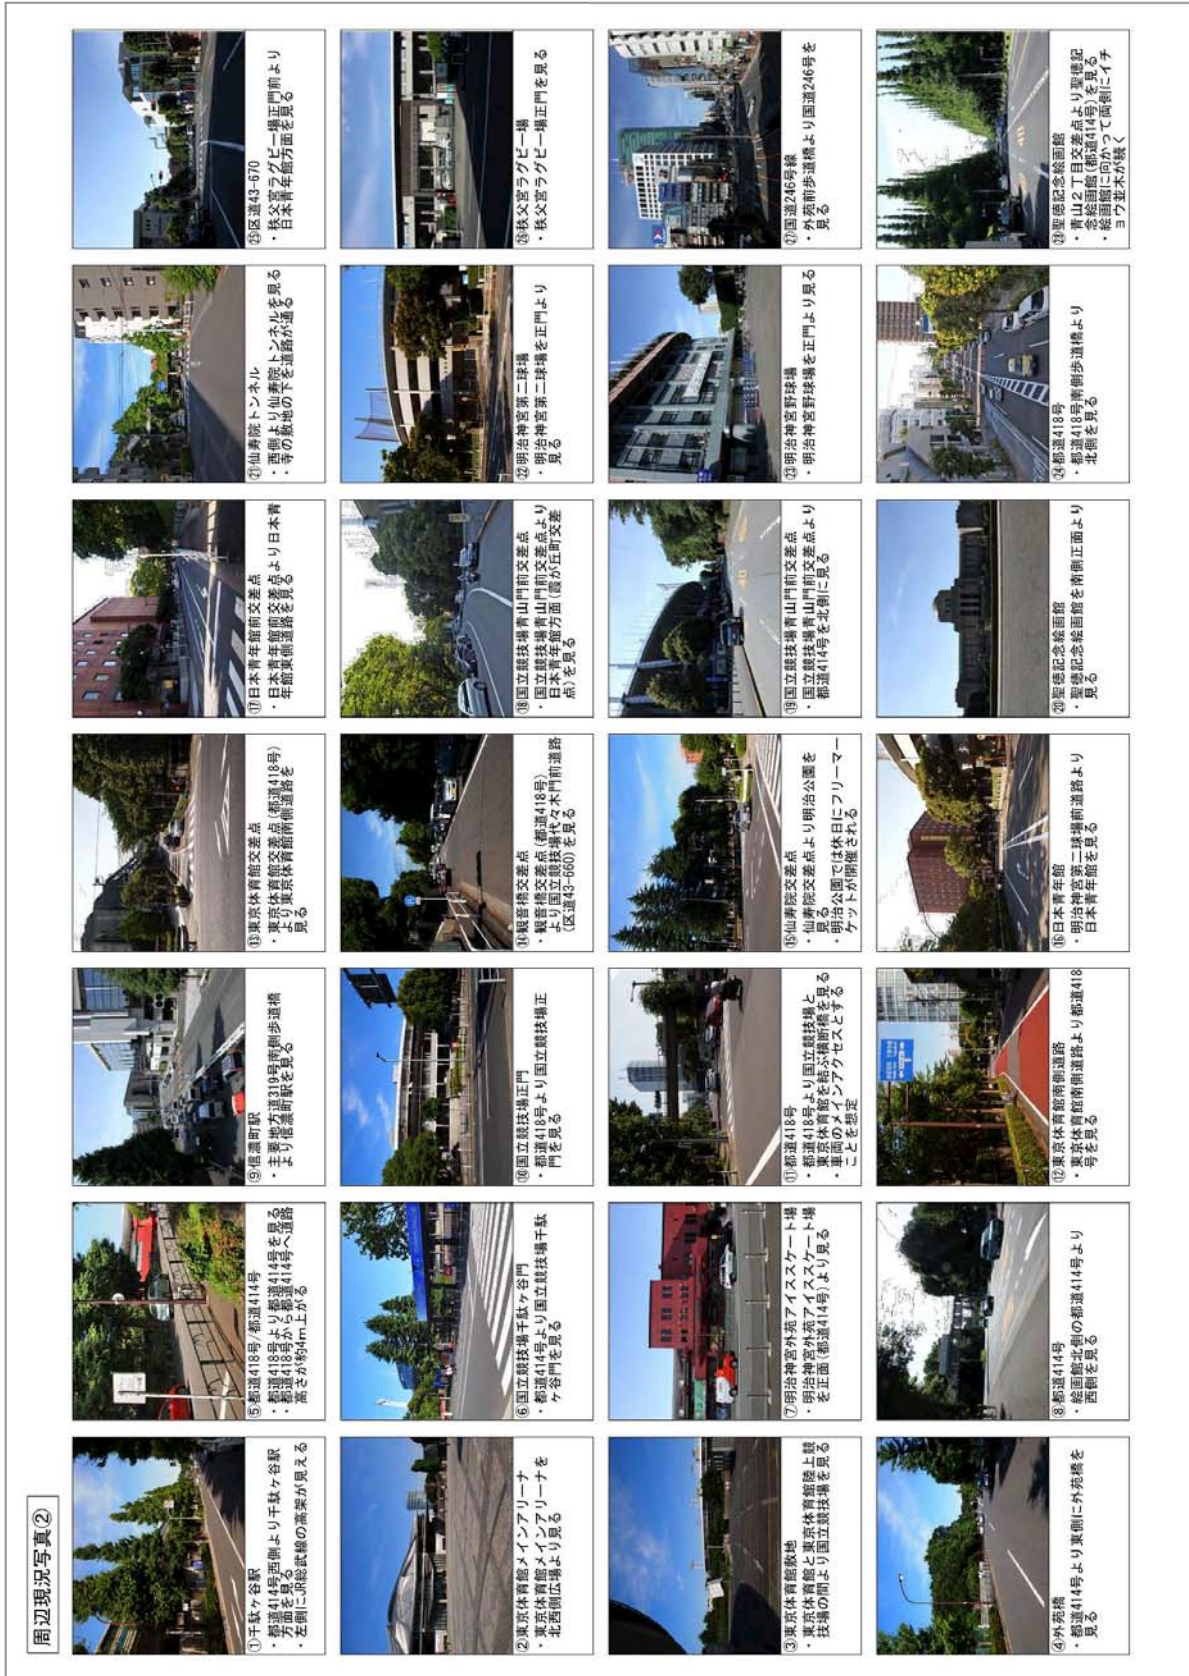 周辺現況写真②
①千駄ヶ谷駅
・都道414号西側より千駄ヶ谷駅
方面を見る
・左側にJR総武線の高架が見える
②東京体育館メインアリーナ
・東京体育館メインアリーナを
北西側広場より見る
③東京体育館敷地
・東京体育館と東京体育館陸上競
技場の間より国立競技場を見る
④外苑橋
・都道414号より東側に外苑橋を
見る
⑤都道418号/都道414号
・都道418号より都道414号を見る
・都道418号から都道414号へ道路
高さが約4m上がる
⑥国立競技場千駄ヶ谷門
・都道414号より国立競技場千駄
ヶ谷門を見る
⑦明治神宮外苑アイススケート場
・明治神宮外苑アイススケート場
を正面(都道414号)より見る
⑧都道414号
・絵画館北側の都道414号より
西側を見る
⑨信濃町駅
・主要地方道319号南側歩道橋
より信濃町駅を見る
⑩国立競技場正門
・都道418号より国立競技場正
門を見る
⑪都道418号
・都道418号より国立競技場と
東京体育館を結ぶ横断橋を見る
・車両のメインアクセスとする
ことを想定
⑫東京体育館南側道路
・東京体育館南側道路より都道418
号を見る
⑬東京体育館交差点
・東京体育館交差点(都道418号)
より東京体育館南側道路を
見る
⑭観音橋交差点
・観音橋交差点(都道418号)
より国立競技場代々木門前道路
(区道43-660)を見る
⑮仙寿院交差点
・仙寿院交差点より明治公園を
見る
・明治公園では休日にフリーマー
ケットが開催される
⑯日本青年館
・明治神宮第二球場前道路より
日本青年館を見る
⑰日本青年館前交差点
・日本青年館前交差点より日本青
年館東側道路を見る
⑱国立競技場青山門前交差点
・国立競技場青山門前交差点より
日本青年館方面(霞が丘町交差
点)を見る
⑲国立競技場青山門前交差点
・国立競技場青山門前交差点より
都道414号を北側に見る
⑳聖徳記念絵画館
・聖徳記念絵画館を南側正面より
見る
㉑仙寿院トンネル
・西側より仙寿院トンネルを見る
・寺の敷地の下を道路が通る
㉒明治神宮第二球場
・明治神宮第二球場を正門より
見る
㉓明治神宮野球場
・明治神宮野球場を正門より見る
㉔都道418号
・都道418号南側歩道橋より
北側を見る
㉕区道43-670
・秩父宮ラグビー場正門前より
日本青年館方面を見る
㉖秩父宮ラグビー場
・秩父宮ラグビー場正門を見る
㉗国道246号線
・外苑前歩道橋より国道246号を
見る
㉘聖徳記念絵画館
・青山2丁目交差点より聖徳記
念絵画館(都道414号)を見る
・絵画館に向かって両側にイチ
ョウ並木が続く